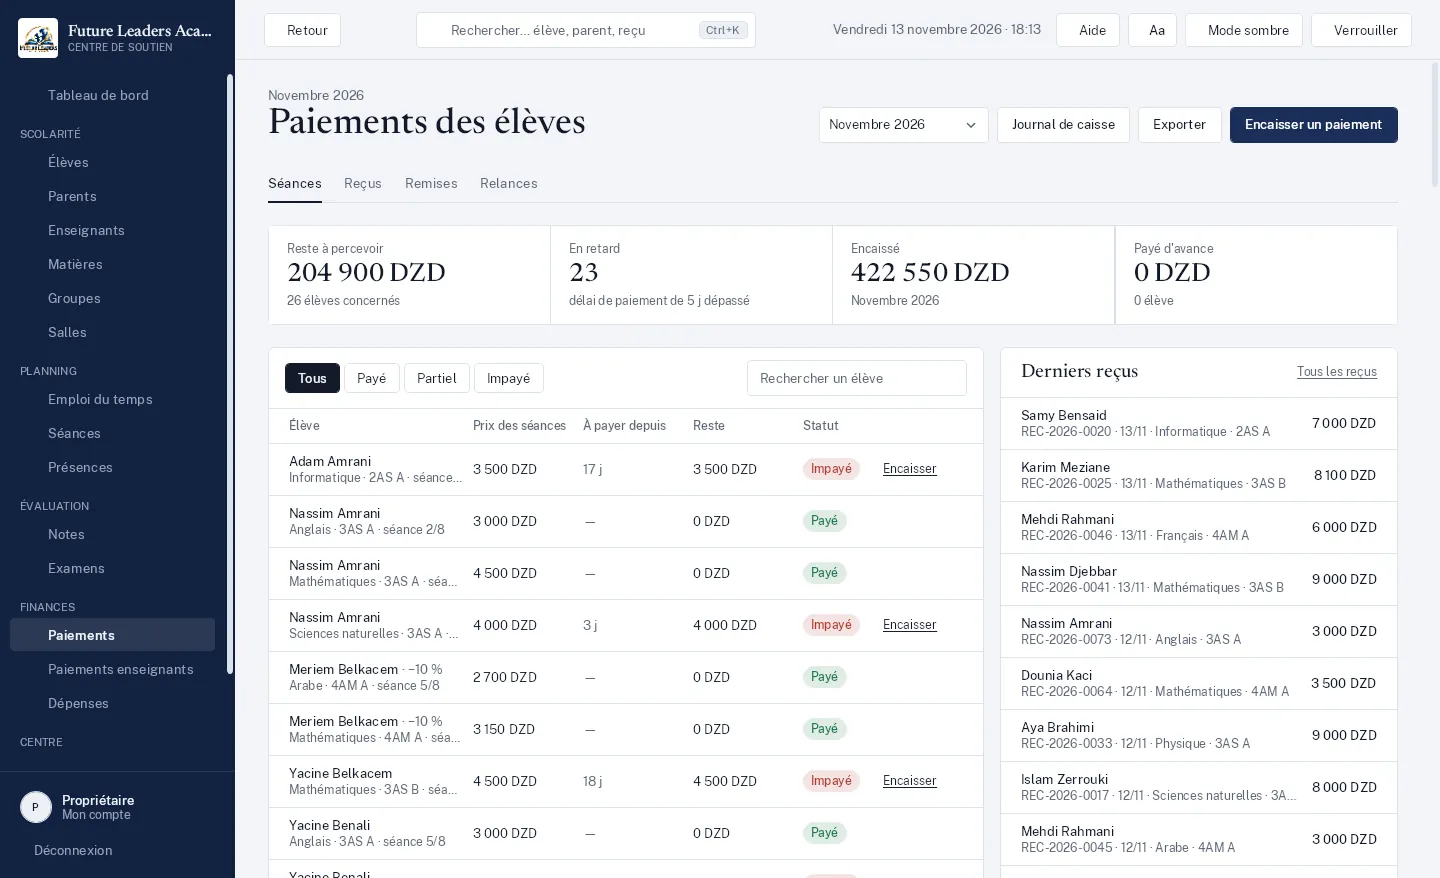 Future Leaders Aca...
CENTRE DE SOUTIEN
Tableau de bord
SCOLARITÉ
Élèves
Parents
Enseignants
Matières
Groupes
Salles
PLANNING
Emploi du temps
Séances
Présences
ÉVALUATION
Notes
Examens
FINANCES
Paiements
Paiements enseignants
Dépenses
CENTRE
P
Propriétaire
Mon compte
Déconnexion
Retour
Rechercher... élève, parent, reçu Ctrl+K
Vendredi 13 novembre 2026 · 18:13
Aide
Aa
Mode sombre
Verrouiller
Novembre 2026
Paiements des élèves
Novembre 2026
Journal de caisse
Exporter
Encaisser un paiement
Séances Reçus Remises Relances
Reste à percevoir
204 900 DZD
26 élèves concernés
En retard
23
délai de paiement de 5 j dépassé
Encaissé
422 550 DZD
Novembre 2026
Payé d'avance
0 DZD
0 élève
Tous Payé Partiel Impayé
Rechercher un élève
Élève Prix des séances À payer depuis Reste Statut
Adam Amrani
Informatique · 2AS A · séance...
3 500 DZD 17 j 3 500 DZD Impayé Encaisser
Nassim Amrani
Anglais · 3AS A · séance 2/8
3 000 DZD — 0 DZD Payé
Nassim Amrani
Mathématiques · 3AS A · séa...
4 500 DZD — 0 DZD Payé
Nassim Amrani
Sciences naturelles · 3AS A ·...
4 000 DZD 3 j 4 000 DZD Impayé Encaisser
Meriem Belkacem · −10 %
Arabe · 4AM A · séance 5/8
2 700 DZD — 0 DZD Payé
Meriem Belkacem · −10 %
Mathématiques · 4AM A · séa...
3 150 DZD — 0 DZD Payé
Yacine Belkacem
Mathématiques · 3AS B · séa...
4 500 DZD 18 j 4 500 DZD Impayé Encaisser
Yacine Benali
Anglais · 3AS A · séance 5/8
3 000 DZD — 0 DZD Payé
Yacine Benali
Derniers reçus
Tous les reçus
Samy Bensaid
REC-2026-0020 · 13/11 · Informatique · 2AS A
7 000 DZD
Karim Meziane
REC-2026-0025 · 13/11 · Mathématiques · 3AS B
8 100 DZD
Mehdi Rahmani
REC-2026-0046 · 13/11 · Français · 4AM A
6 000 DZD
Nassim Djebbar
REC-2026-0041 · 13/11 · Mathématiques · 3AS B
9 000 DZD
Nassim Amrani
REC-2026-0073 · 12/11 · Anglais · 3AS A
3 000 DZD
Dounia Kaci
REC-2026-0064 · 12/11 · Mathématiques · 4AM A
3 500 DZD
Aya Brahimi
REC-2026-0033 · 12/11 · Physique · 3AS A
9 000 DZD
Islam Zerrouki
REC-2026-0017 · 12/11 · Sciences naturelles · 3A...
8 000 DZD
Mehdi Rahmani
REC-2026-0045 · 12/11 · Arabe · 4AM A
3 000 DZD